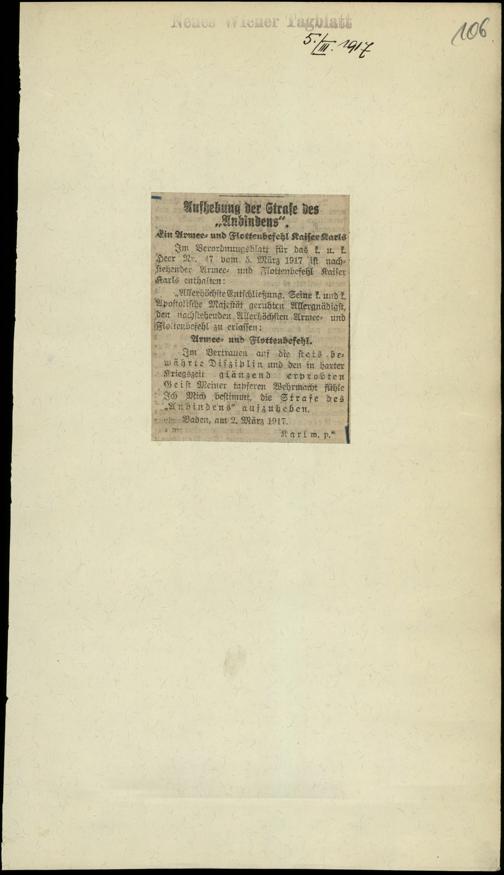 Neues Wiener Tagblatt
106
5./III. 1917
Aufhebung der Strafe des
„Anbindens“.
Ein Armee- und Flottenbefehl Kaiser Karls
Im Verordnungsblatt für das k. u. k.
Heer Nr. 47 vom 5. März 1917 ist nach-
stehender Armee- und Flottenbefehl Kaiser
Karls enthalten:
„Allerhöchste Entschließung. Seine k. und k.
Apostolische Majestät geruhten Allergnädigst,
den nachstehenden Allerhöchsten Armee- und
Flottenbefehl zu erlassen:
Armee- und Flottenbefehl.
Im Vertrauen auf die stets be-
währte Disziplin und den in harter
Kriegszeit glänzend erprobten
Geist Meiner tapferen Wehrmacht fühle
Ich Mich bestimmt, die Strafe des
„Anbindens“ aufzuheben.
Baden, am 2. März 1917.
Karl m. p.“